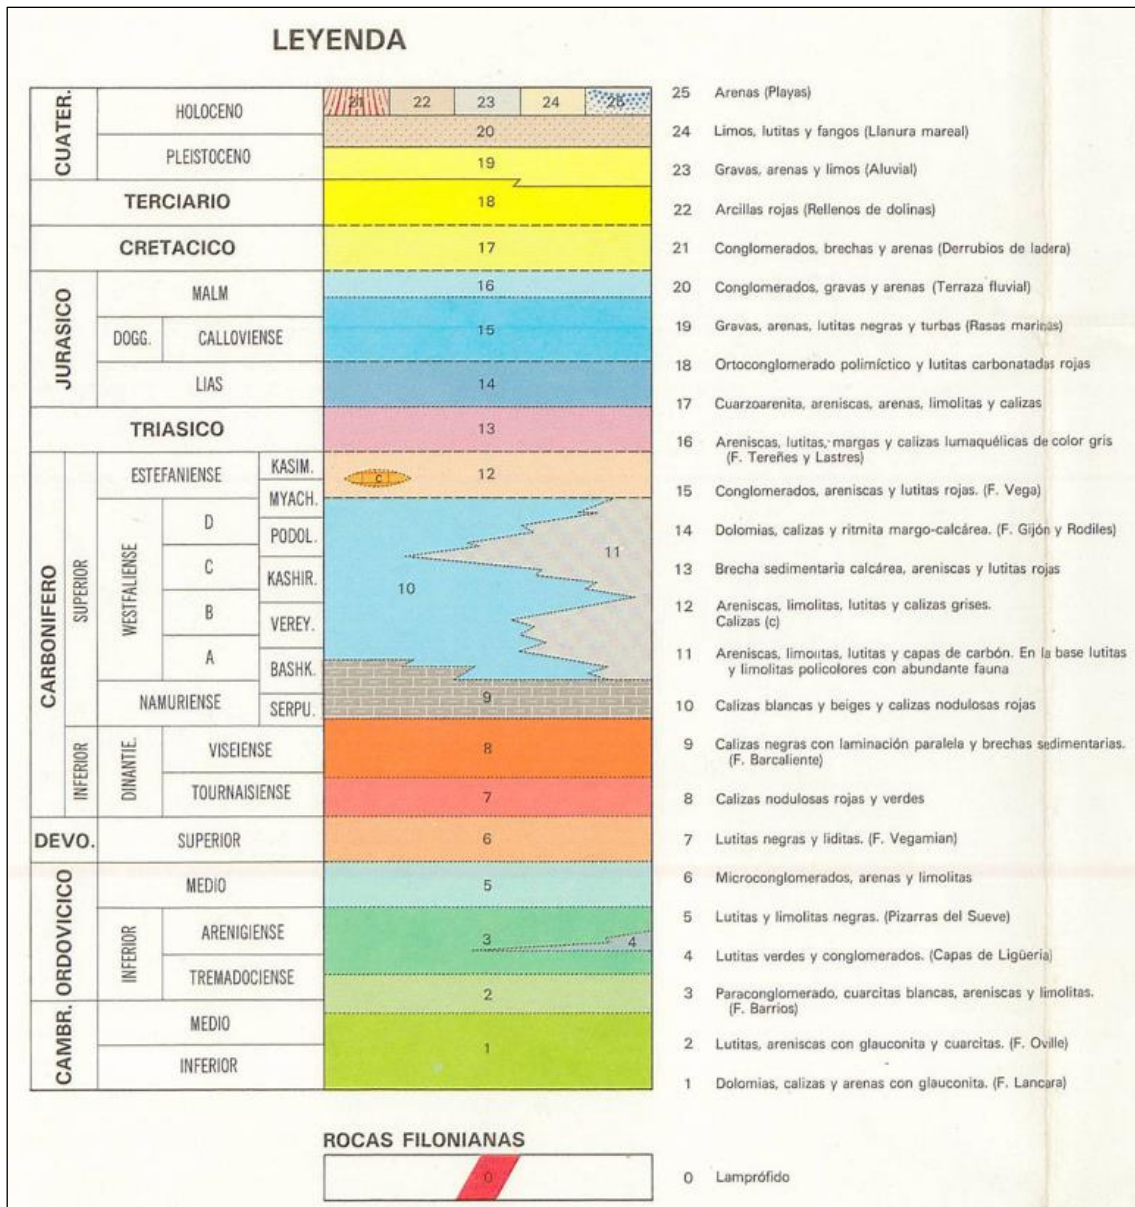 LEYENDA
CUATER.
HOLOCENO
PLEISTOCENO
TERCIARIO
CRETACICO
JURASICO
MALM
DOGG.
CALLOVIENSE
LIAS
TRIASICO
CARBONIFERO
SUPERIOR
ESTEFANIENSE
KASIM.
MYACH.
WESTFALIENSE
D
PODOL.
C
KASHIR.
B
VEREY.
A
BASHK.
NAMURIENSE
SERPU.
INFERIOR
DINANTIE.
VISEIENSE
TOURNAISIENSE
DEVO.
SUPERIOR
ORDOVICICO
MEDIO
INFERIOR
ARENIGIENSE
TREMADOCIENSE
CAMBR.
MEDIO
INFERIOR
21 22 23 24 25
20
19
18
17
16
15
14
13
c 12
11
10
9
8
7
6
5
3 4
2
1
25 Arenas (Playas)
24 Limos, lutitas y fangos (Llanura mareal)
23 Gravas, arenas y limos (Aluvial)
22 Arcillas rojas (Rellenos de dolinas)
21 Conglomerados, brechas y arenas (Derrubios de ladera)
20 Conglomerados, gravas y arenas (Terraza fluvial)
19 Gravas, arenas, lutitas negras y turbas (Rasas marinas)
18 Ortoconglomerado polimíctico y lutitas carbonatadas rojas
17 Cuarzoarenita, areniscas, arenas, limolitas y calizas
16 Areniscas, lutitas, margas y calizas lumaquélicas de color gris
(F. Tereñes y Lastres)
15 Conglomerados, areniscas y lutitas rojas. (F. Vega)
14 Dolomias, calizas y ritmita margo-calcárea. (F. Gijón y Rodiles)
13 Brecha sedimentaria calcárea, areniscas y lutitas rojas
12 Areniscas, limolitas, lutitas y calizas grises.
Calizas (c)
11 Areniscas, limolitas, lutitas y capas de carbón. En la base lutitas
y limolitas policolores con abundante fauna
10 Calizas blancas y beiges y calizas nodulosas rojas
9 Calizas negras con laminación paralela y brechas sedimentarias.
(F. Barcaliente)
8 Calizas nodulosas rojas y verdes
7 Lutitas negras y liditas. (F. Vegamian)
6 Microconglomerados, arenas y limolitas
5 Lutitas y limolitas negras. (Pizarras del Sueve)
4 Lutitas verdes y conglomerados. (Capas de Ligüeria)
3 Paraconglomerado, cuarcitas blancas, areniscas y limolitas.
(F. Barrios)
2 Lutitas, areniscas con glauconita y cuarcitas. (F. Oville)
1 Dolomias, calizas y arenas con glauconita. (F. Lancara)
ROCAS FILONIANAS
0
0 Lamprófido